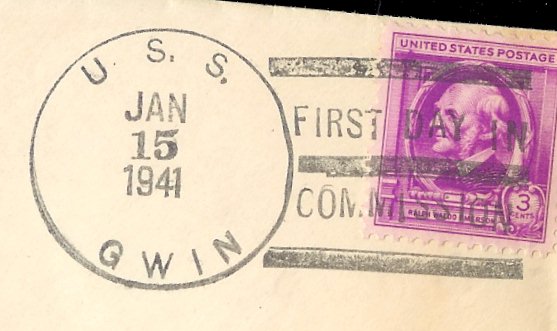 U. S. S.
JAN
15
1941
GWIN
FIRST DAY IN
COMMISSION
UNITED STATES POSTAGE
3
CENTS
RALPH WALDO EMERSON